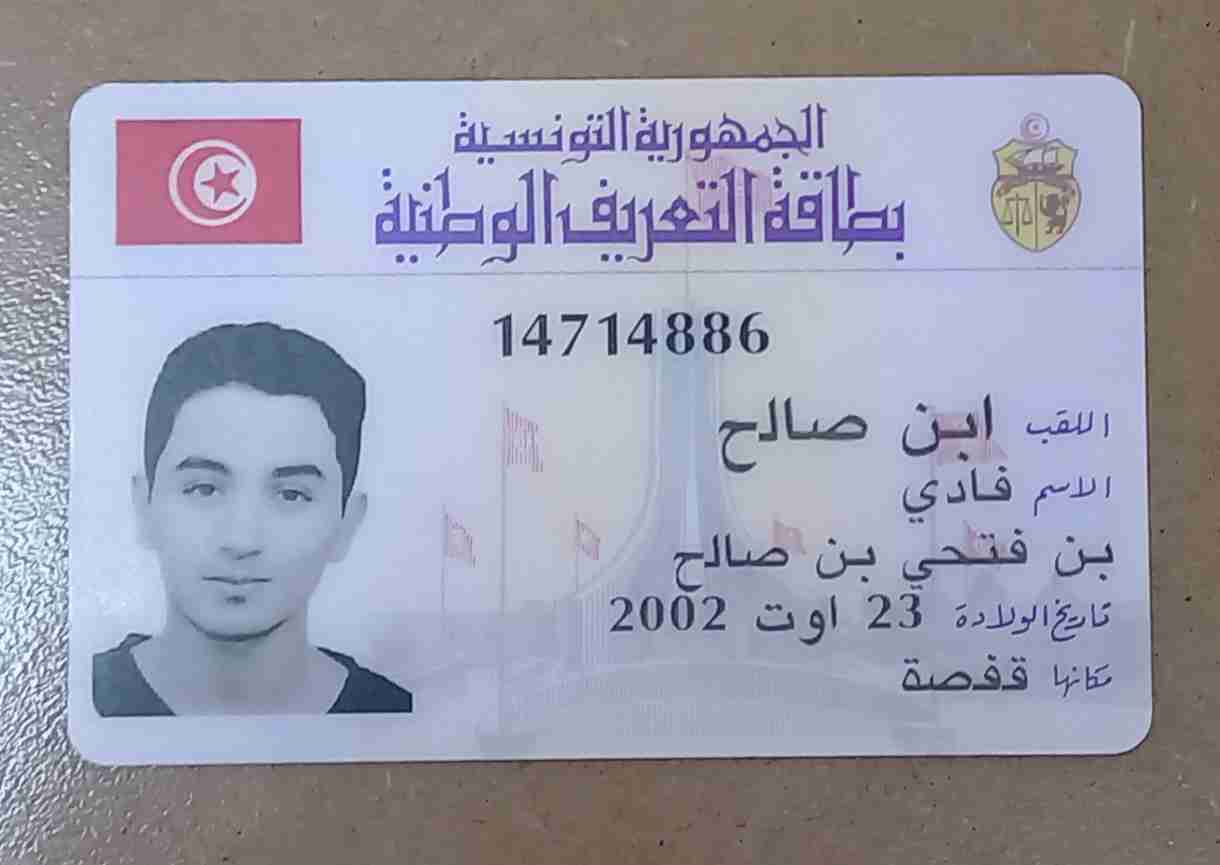 الجمهورية التونسية
بطاقة التعريف الوطنية
14714886
اللقب ابن صالح
الاسم فادي
بن فتحي بن صالح
تاريخ الولادة 23 اوت 2002
مكانها قفصة